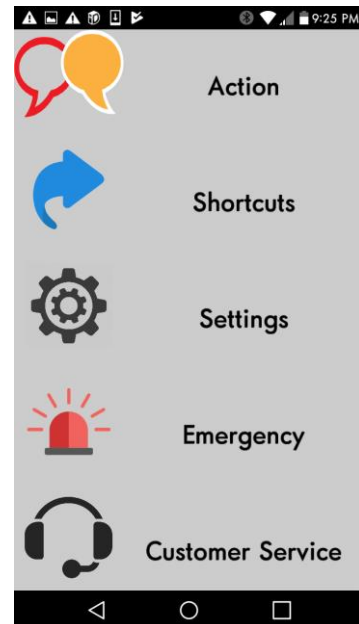 9:25 PM
Action
Shortcuts
Settings
Emergency
Customer Service